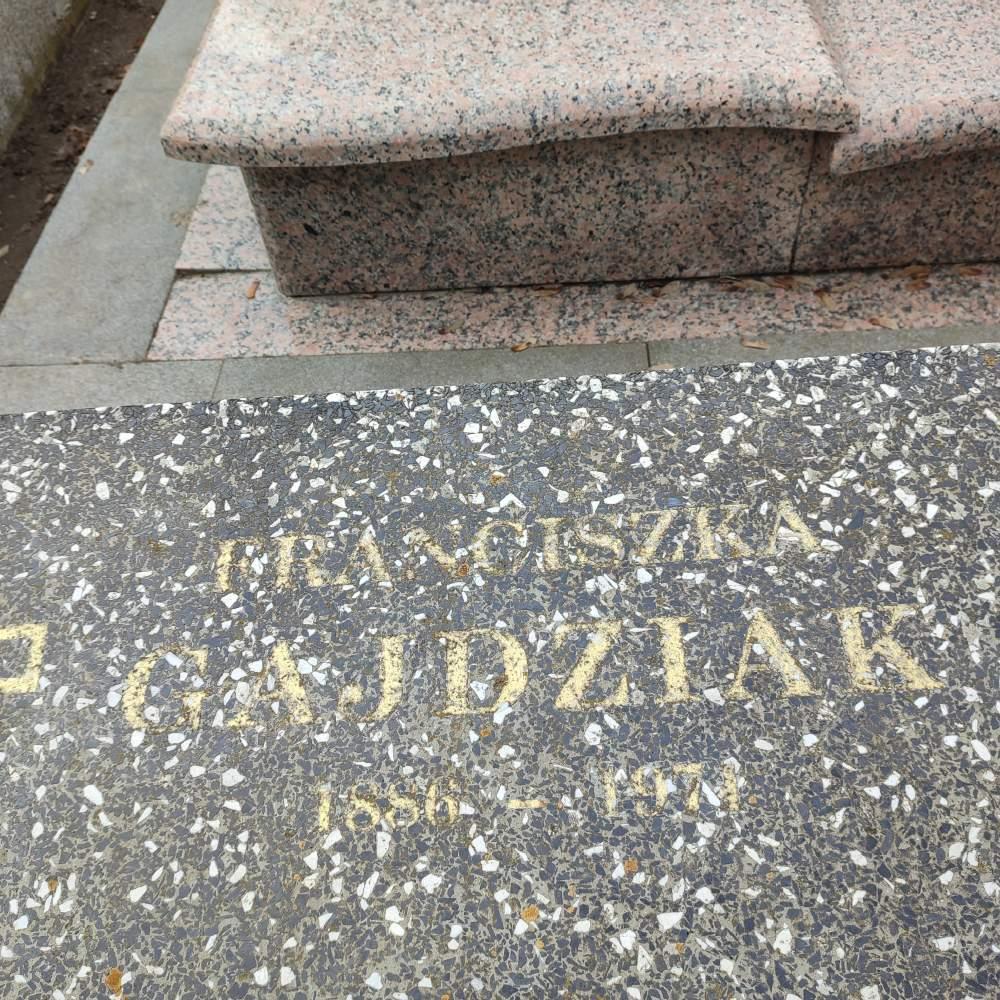 FRANCISZKA
GAJDZIAK
1886 - 1971